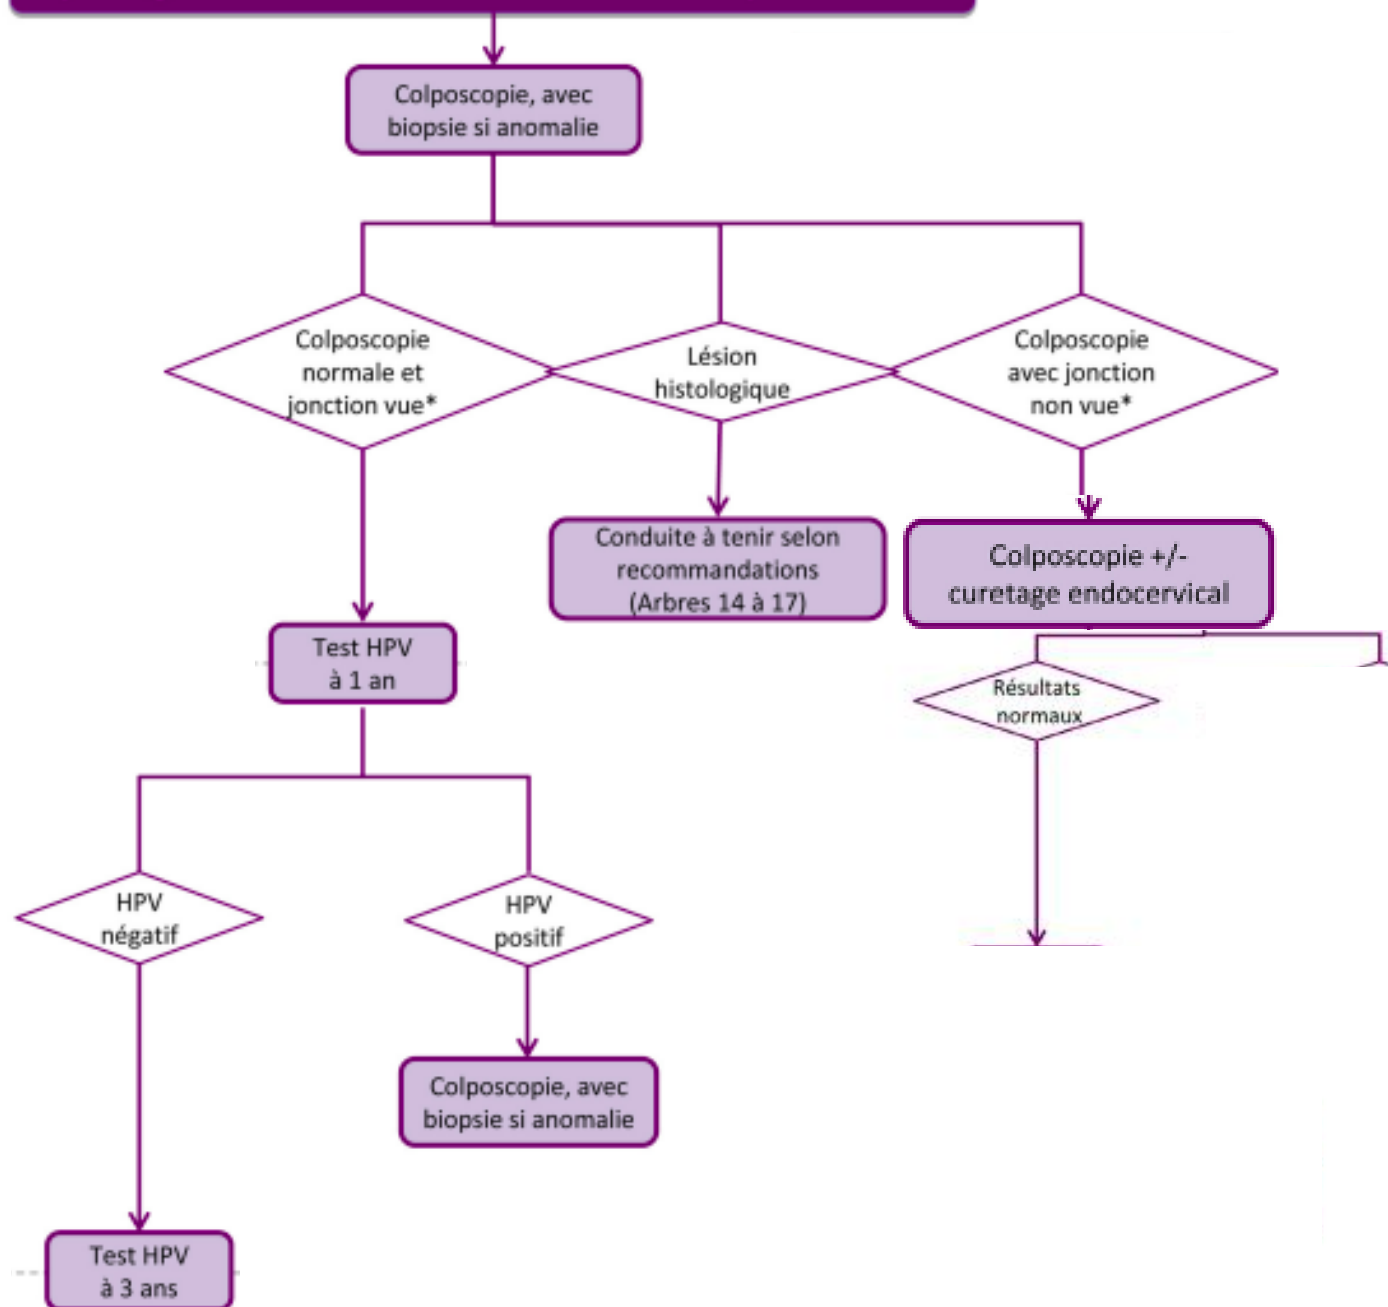 Colposcopie, avec
biopsie si anomalie
Colposcopie
normale et
jonction vue*
Lésion
histologique
Colposcopie
avec jonction
non vue*
Conduite à tenir selon
recommandations
(Arbres 14 à 17)
Colposcopie +/-
curetage endocervical
Test HPV
à 1 an
Résultats
normaux
HPV
négatif
HPV
positif
Colposcopie, avec
biopsie si anomalie
Test HPV
à 3 ans